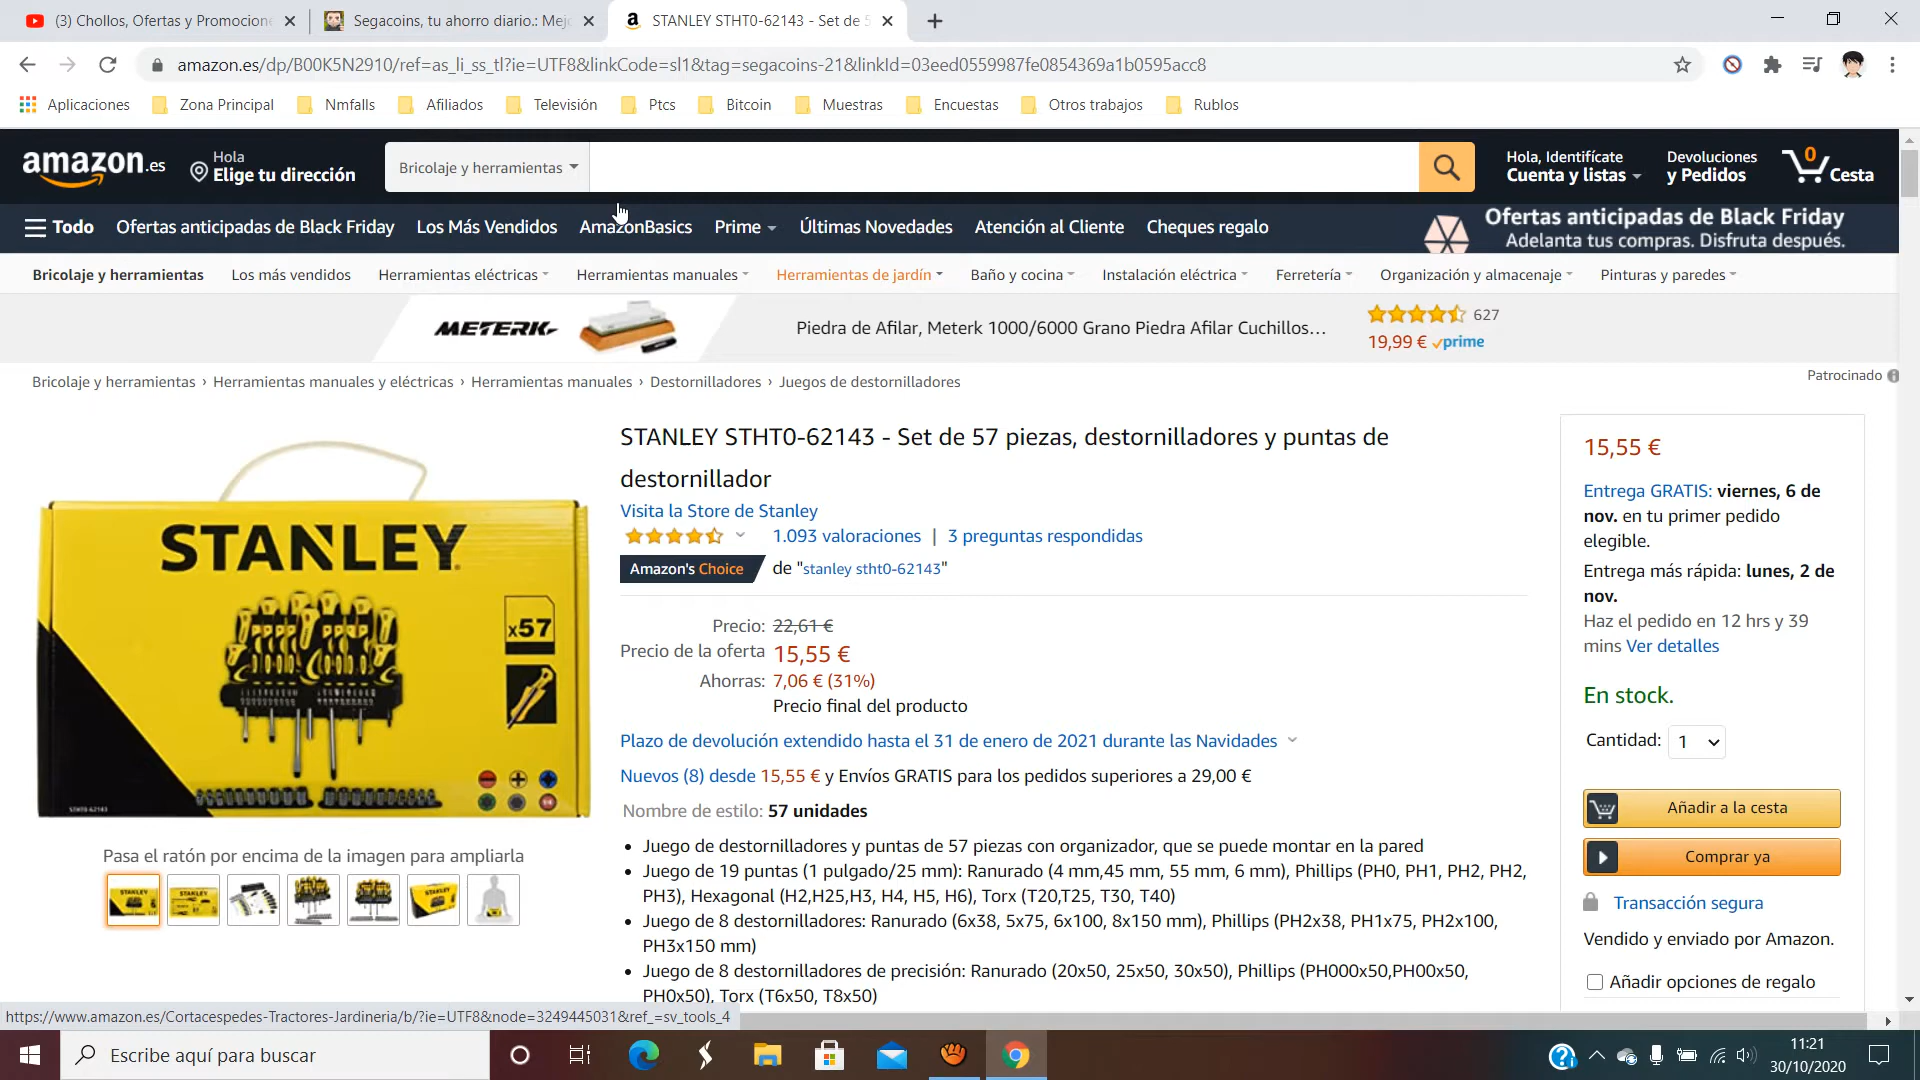 (3) Chollos, Ofertas y Promocion
Segacoins, tu ahorro diario.: Mej
STANLEY STHT0-62143 - Set de 5
amazon.es/dp/B00K5N2910/ref=as_li_ss_tl?ie=UTF8&linkCode=sl1&tag=segacoins-21&linkId=03eed0559987fe0854369a1b0595acc8
Aplicaciones Zona Principal Nmfalls Afiliados Televisión Ptcs Bitcoin Muestras Encuestas Otros trabajos Rublos
amazon.es
Hola
Elige tu dirección
Bricolaje y herramientas
Hola, Identifícate
Cuenta y listas
Devoluciones
y Pedidos
0
Cesta
Todo Ofertas anticipadas de Black Friday Los Más Vendidos AmazonBasics Prime Últimas Novedades Atención al Cliente Cheques regalo
Ofertas anticipadas de Black Friday
Adelanta tus compras. Disfruta después.
Bricolaje y herramientas Los más vendidos Herramientas eléctricas Herramientas manuales Herramientas de jardín Baño y cocina Instalación eléctrica Ferretería Organización y almacenaje Pinturas y paredes
METERK
Piedra de Afilar, Meterk 1000/6000 Grano Piedra Afilar Cuchillos…
627
19,99 € prime
Patrocinado
Bricolaje y herramientas › Herramientas manuales y eléctricas › Herramientas manuales › Destornilladores › Juegos de destornilladores
STANLEY
x57
STHT0-62143
Pasa el ratón por encima de la imagen para ampliarla
STANLEY STHT0-62143 - Set de 57 piezas, destornilladores y puntas de
destornillador
Visita la Store de Stanley
1.093 valoraciones | 3 preguntas respondidas
Amazon's Choice de "stanley stht0-62143"
Precio: 22,61 €
Precio de la oferta 15,55 €
Ahorras: 7,06 € (31%)
Precio final del producto
Plazo de devolución extendido hasta el 31 de enero de 2021 durante las Navidades
Nuevos (8) desde 15,55 € y Envíos GRATIS para los pedidos superiores a 29,00 €
Nombre de estilo: 57 unidades
• Juego de destornilladores y puntas de 57 piezas con organizador, que se puede montar en la pared
• Juego de 19 puntas (1 pulgado/25 mm): Ranurado (4 mm,45 mm, 55 mm, 6 mm), Phillips (PH0, PH1, PH2, PH2,
PH3), Hexagonal (H2,H25,H3, H4, H5, H6), Torx (T20,T25, T30, T40)
• Juego de 8 destornilladores: Ranurado (6x38, 5x75, 6x100, 8x150 mm), Phillips (PH2x38, PH1x75, PH2x100,
PH3x150 mm)
• Juego de 8 destornilladores de precisión: Ranurado (20x50, 25x50, 30x50), Phillips (PH000x50,PH00x50,
PH0x50), Torx (T6x50, T8x50)
15,55 €
Entrega GRATIS: viernes, 6 de
nov. en tu primer pedido
elegible.
Entrega más rápida: lunes, 2 de
nov.
Haz el pedido en 12 hrs y 39
mins Ver detalles
En stock.
Cantidad: 1
Añadir a la cesta
Comprar ya
Transacción segura
Vendido y enviado por Amazon.
Añadir opciones de regalo
https://www.amazon.es/Cortacespedes-Tractores-Jardineria/b/?ie=UTF8&node=3249445031&ref_=sv_tools_4
Escribe aquí para buscar
11:21
30/10/2020